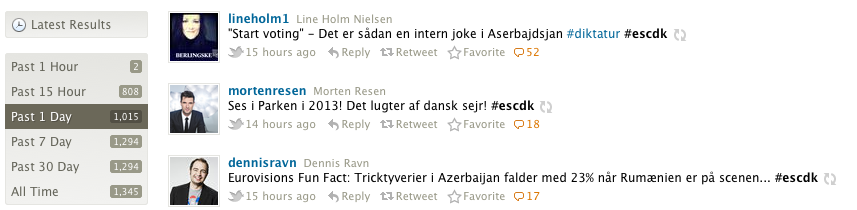 Latest Results
Past 1 Hour 2
Past 15 Hour 808
Past 1 Day 1,015
Past 7 Day 1,294
Past 30 Day 1,294
All Time 1,345
lineholm1 Line Holm Nielsen
"Start voting" - Det er sådan en intern joke i Aserbajdsjan #diktatur #escdk
15 hours ago Reply Retweet Favorite 52
BERLINGSKE
mortenresen Morten Resen
Ses i Parken i 2013! Det lugter af dansk sejr! #escdk
14 hours ago Reply Retweet Favorite 18
dennisravn Dennis Ravn
Eurovisions Fun Fact: Tricktyverier i Azerbaijan falder med 23% når Rumænien er på scenen... #escdk
15 hours ago Reply Retweet Favorite 17